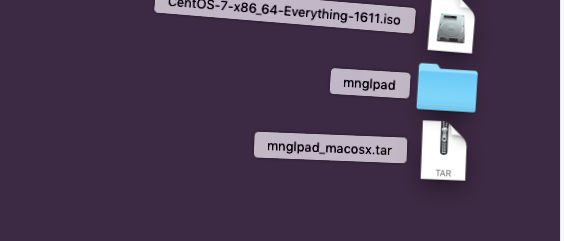 CentOS-7-x86_64-Everything-1611.iso
mnglpad
mnglpad_macosx.tar
TAR